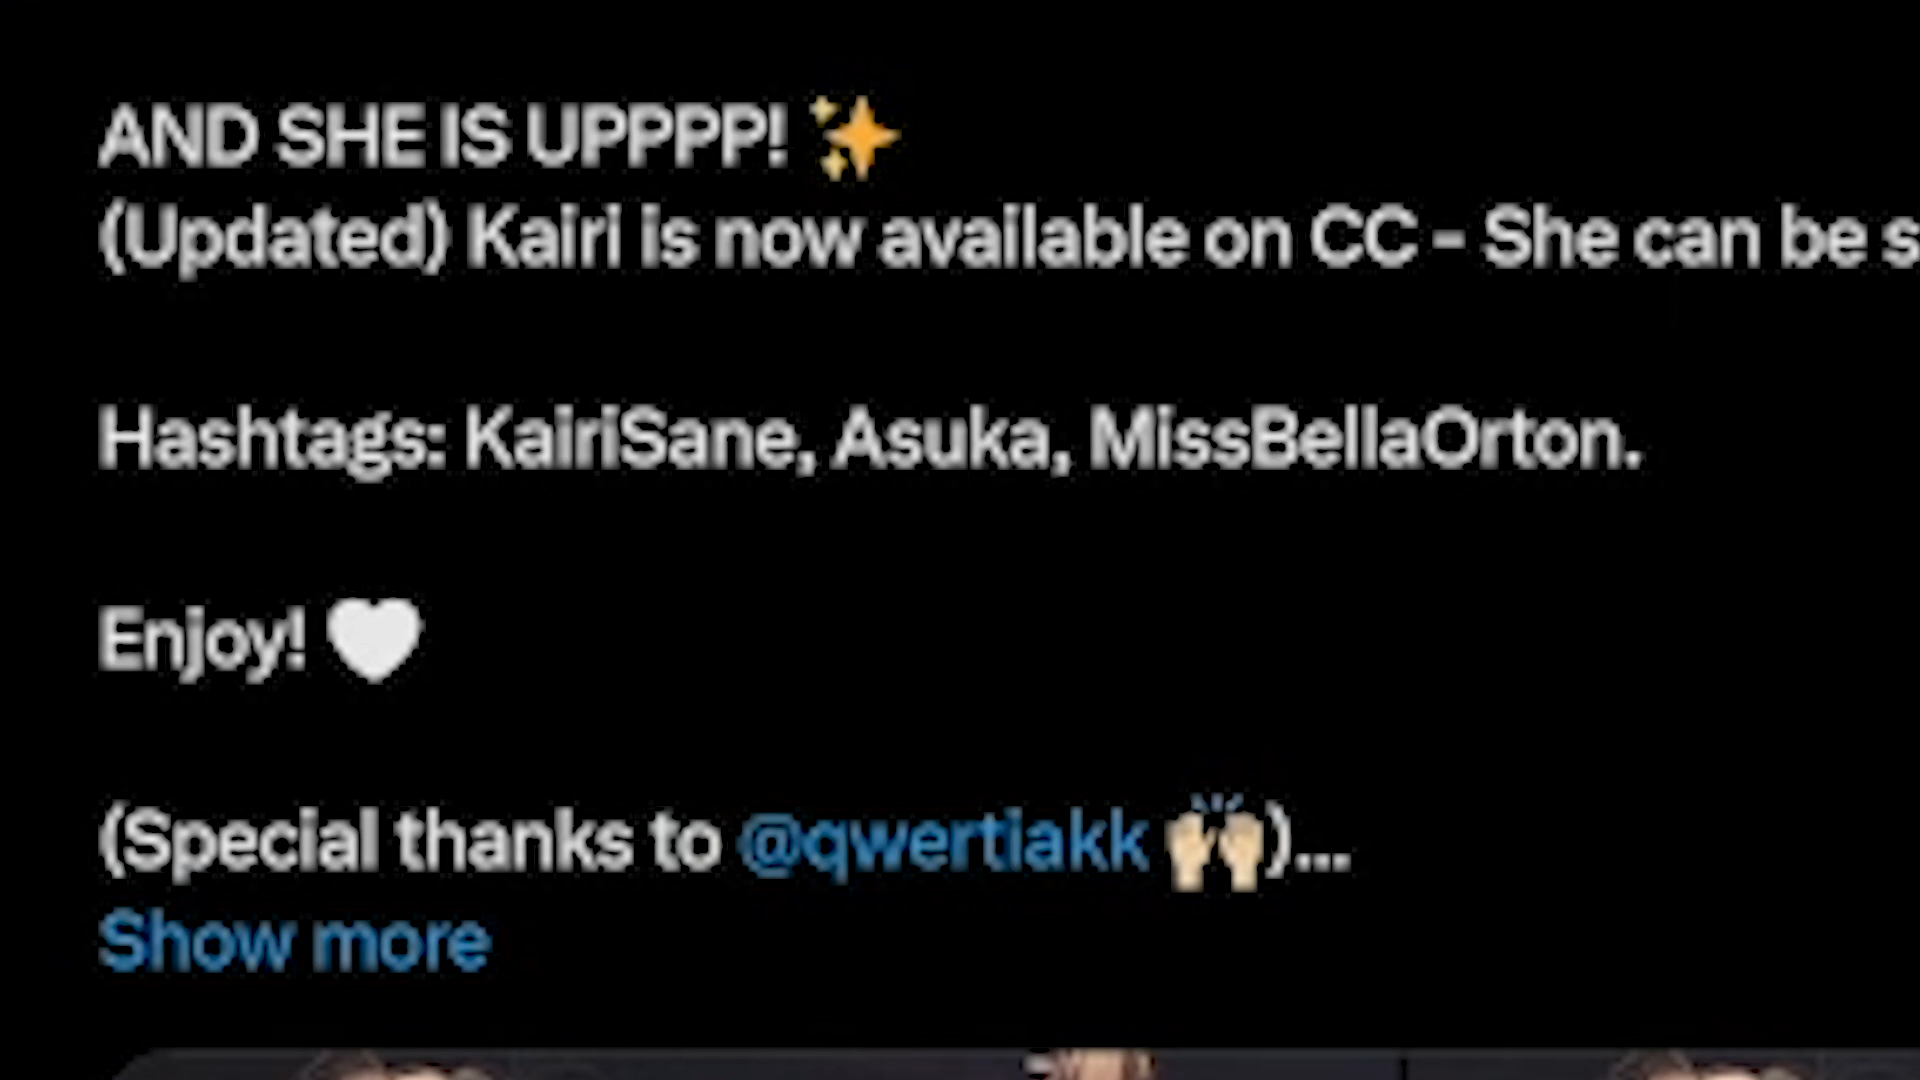 AND SHE IS UPPPP! ✨
(Updated) Kairi is now available on CC - She can be s
Hashtags: KairiSane, Asuka, MissBellaOrton.
Enjoy! 🤍
(Special thanks to @qwertiakk 🙌🏼)...
Show more